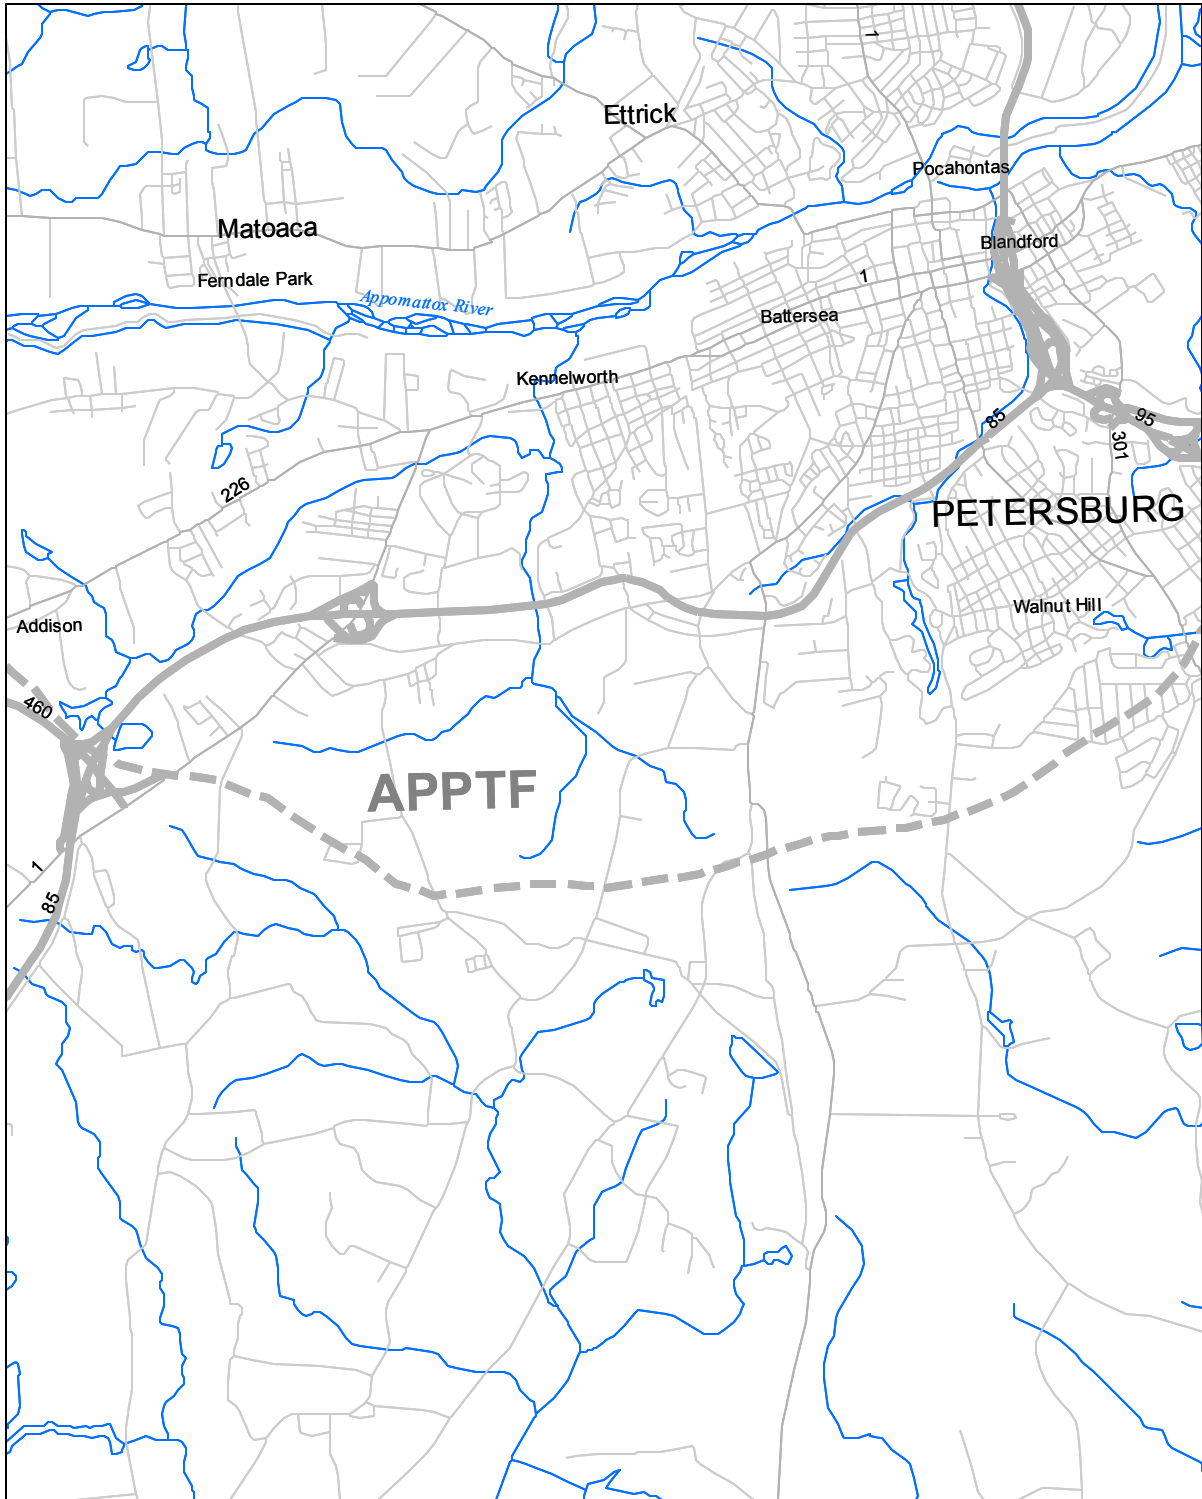 1
Ettrick
Pocahontas
Matoaca
Blandford
Ferndale Park
1
Appomattox River
Battersea
Kennelworth
85
95
301
226
PETERSBURG
Walnut Hill
Addison
460
APPTF
1
85